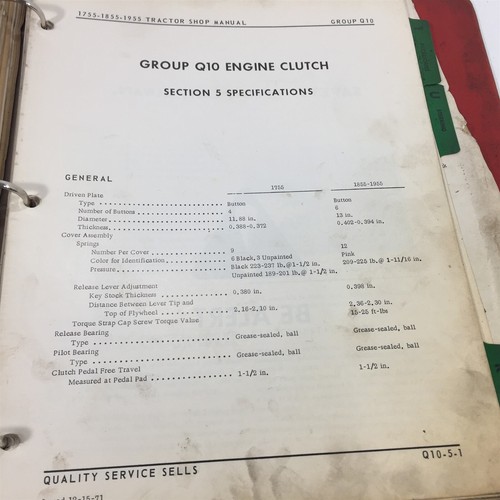 1755-1855-1955 TRACTOR SHOP MANUAL GROUP Q10
GROUP Q10 ENGINE CLUTCH
SECTION 5 SPECIFICATIONS
GENERAL
1755 1855-1955
Driven Plate
Type Button Button
Number of Buttons 4 6
Diameter 11.88 in. 13 in.
Thickness 0.388-0.372 0.402-0.394 in.
Cover Assembly
Springs
Number Per Cover 9 12
Color for Identification 6 Black, 3 Unpainted Pink
Pressure Black 223-237 lb. @ 1-1/2 in. 209-223 lb. @ 1-11/16 in.
Unpainted 189-201 lb. @ 1-1/2 in.
Release Lever Adjustment
Key Stock Thickness 0.380 in. 0.398 in.
Distance Between Lever Tip and
Top of Flywheel 2.16-2.10 in. 2.36-2.30 in.
Torque Strap Cap Screw Torque Value 15-25 ft-lbs
Release Bearing
Type Grease-sealed, ball Grease-sealed, ball
Pilot Bearing
Type Grease-sealed, ball Grease-sealed, ball
Clutch Pedal Free Travel
Measured at Pedal Pad 1-1/2 in. 1-1/2 in.
QUALITY SERVICE SELLS Q10-5-1